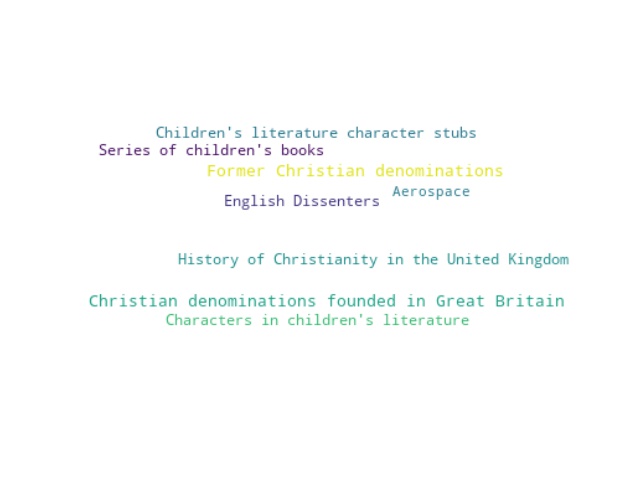 Children's literature character stubs
Series of children's books
Former Christian denominations
Aerospace
English Dissenters
History of Christianity in the United Kingdom
Christian denominations founded in Great Britain
Characters in children's literature